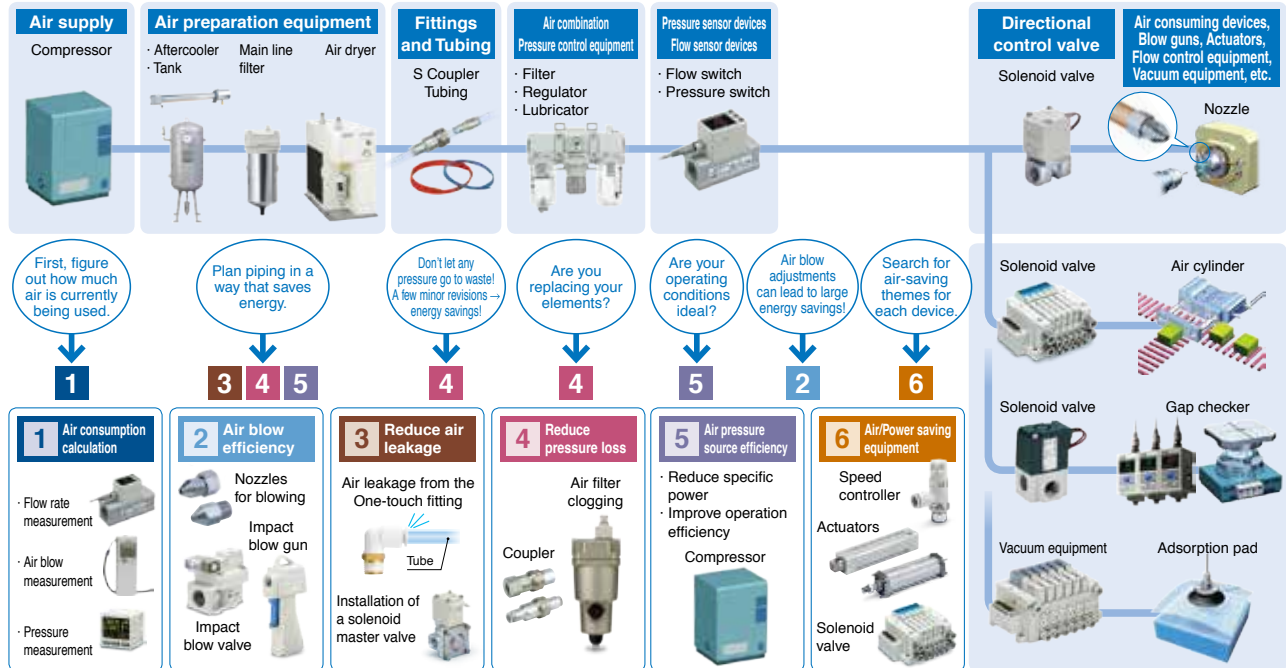 Air supply
Compressor
Air preparation equipment
· Aftercooler
· Tank
Main line
filter
Air dryer
Fittings
and Tubing
S Coupler
Tubing
Air combination
Pressure control equipment
· Filter
· Regulator
· Lubricator
Pressure sensor devices
Flow sensor devices
· Flow switch
· Pressure switch
Directional
control valve
Solenoid valve
Air consuming devices,
Blow guns, Actuators,
Flow control equipment,
Vacuum equipment, etc.
Nozzle
First, figure
out how much
air is currently
being used.
Plan piping in a
way that saves
energy.
Don't let any
pressure go to waste!
A few minor revisions →
energy savings!
Are you
replacing your
elements?
Are your
operating
conditions
ideal?
Air blow
adjustments
can lead to large
energy savings!
Search for
air-saving
themes for
each device.
1
3 4 5
4
4
5
2
6
1 Air consumption
calculation
· Flow rate
measurement
· Air blow
measurement
· Pressure
measurement
2 Air blow
efficiency
Nozzles
for blowing
Impact
blow gun
Impact
blow valve
3 Reduce air
leakage
Air leakage from the
One-touch fitting
Tube
Installation of
a solenoid
master valve
4 Reduce
pressure loss
Air filter
clogging
Coupler
5 Air pressure
source efficiency
· Reduce specific
power
· Improve operation
efficiency
Compressor
6 Air/Power saving
equipment
Speed
controller
Actuators
Solenoid
valve
Solenoid valve
Air cylinder
Solenoid valve
Gap checker
Vacuum equipment
Adsorption pad